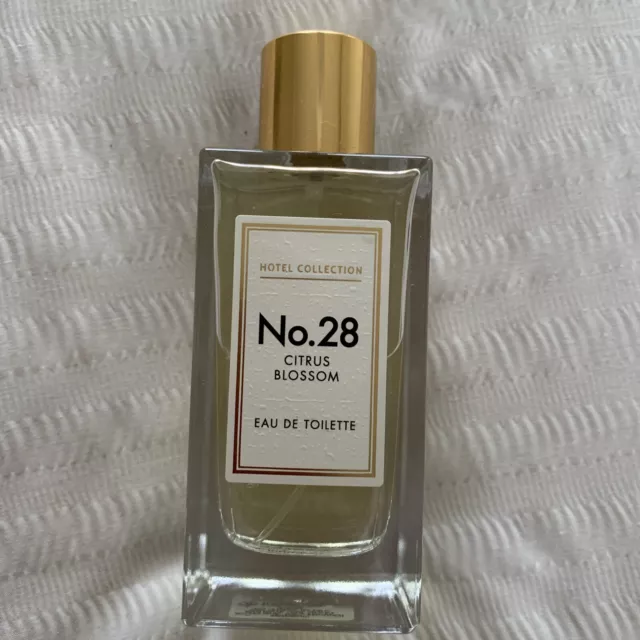 HOTEL COLLECTION
No.28
CITRUS
BLOSSOM
EAU DE TOILETTE